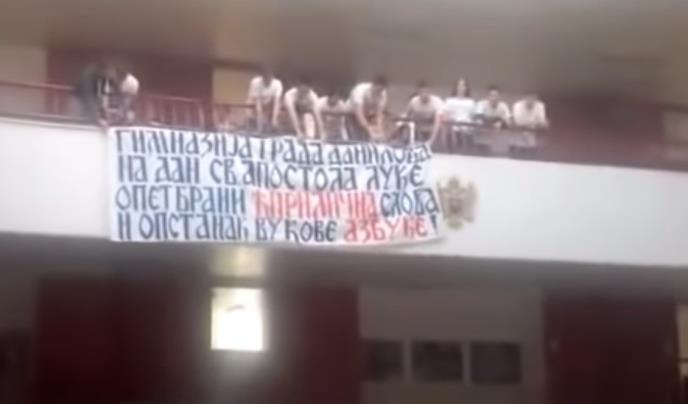 ГИМНАЗИЈА ГРАДА ДАНИЛОВА
НА ДАН СВ.АПОСТОЛА ЛУКЕ
ОПЕТ БРАНИ ЋИРИЛИЧНА СЛОВА
И ОПСТАНАК ВУКОВЕ АЗБУКЕ!